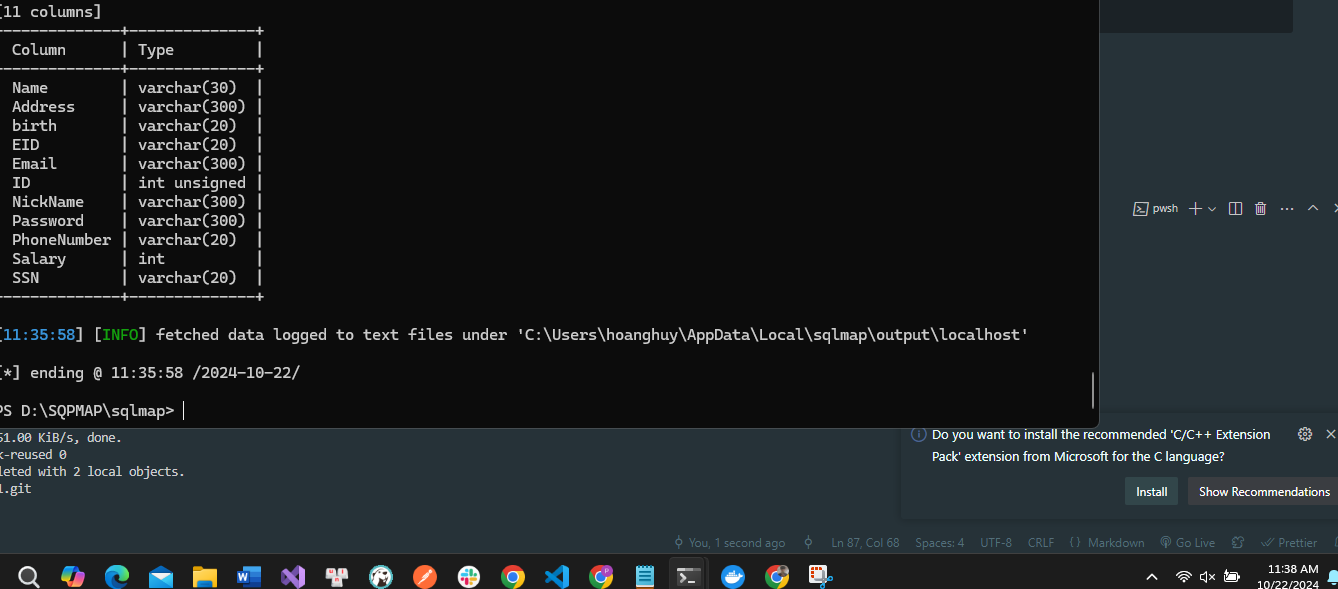 [11 columns]
Column | Type |
Name | varchar(30) |
Address | varchar(300) |
birth | varchar(20) |
EID | varchar(20) |
Email | varchar(300) |
ID | int unsigned |
NickName | varchar(300) |
Password | varchar(300) |
PhoneNumber | varchar(20) |
Salary | int |
SSN | varchar(20) |
[11:35:58] [INFO] fetched data logged to text files under 'C:\Users\hoanghuy\AppData\Local\sqlmap\output\localhost'
[*] ending @ 11:35:58 /2024-10-22/
PS D:\SQPMAP\sqlmap>
pwsh
51.00 KiB/s, done.
k-reused 0
leted with 2 local objects.
1.git
Do you want to install the recommended 'C/C++ Extension
Pack' extension from Microsoft for the C language?
Install Show Recommendations
You, 1 second ago Ln 87, Col 68 Spaces: 4 UTF-8 CRLF {} Markdown Go Live Prettier
11:38 AM
10/22/2024